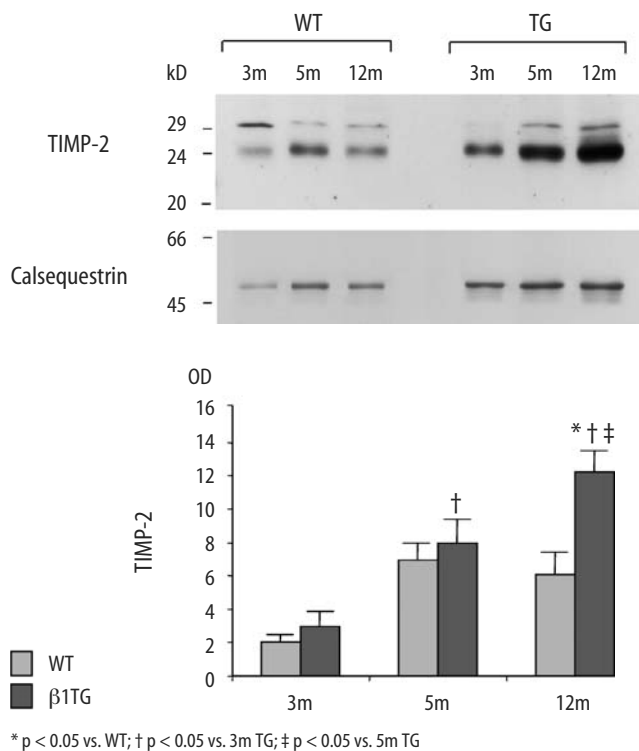 WT TG
kD 3m 5m 12m 3m 5m 12m
29
TIMP-2
24
20
66
Calsequestrin
45
OD
16
14
* † ‡
12
10
†
8
TIMP-2
6
4
2
WT
0
β1TG
3m 5m 12m
* p < 0.05 vs. WT; † p < 0.05 vs. 3m TG; ‡ p < 0.05 vs. 5m TG